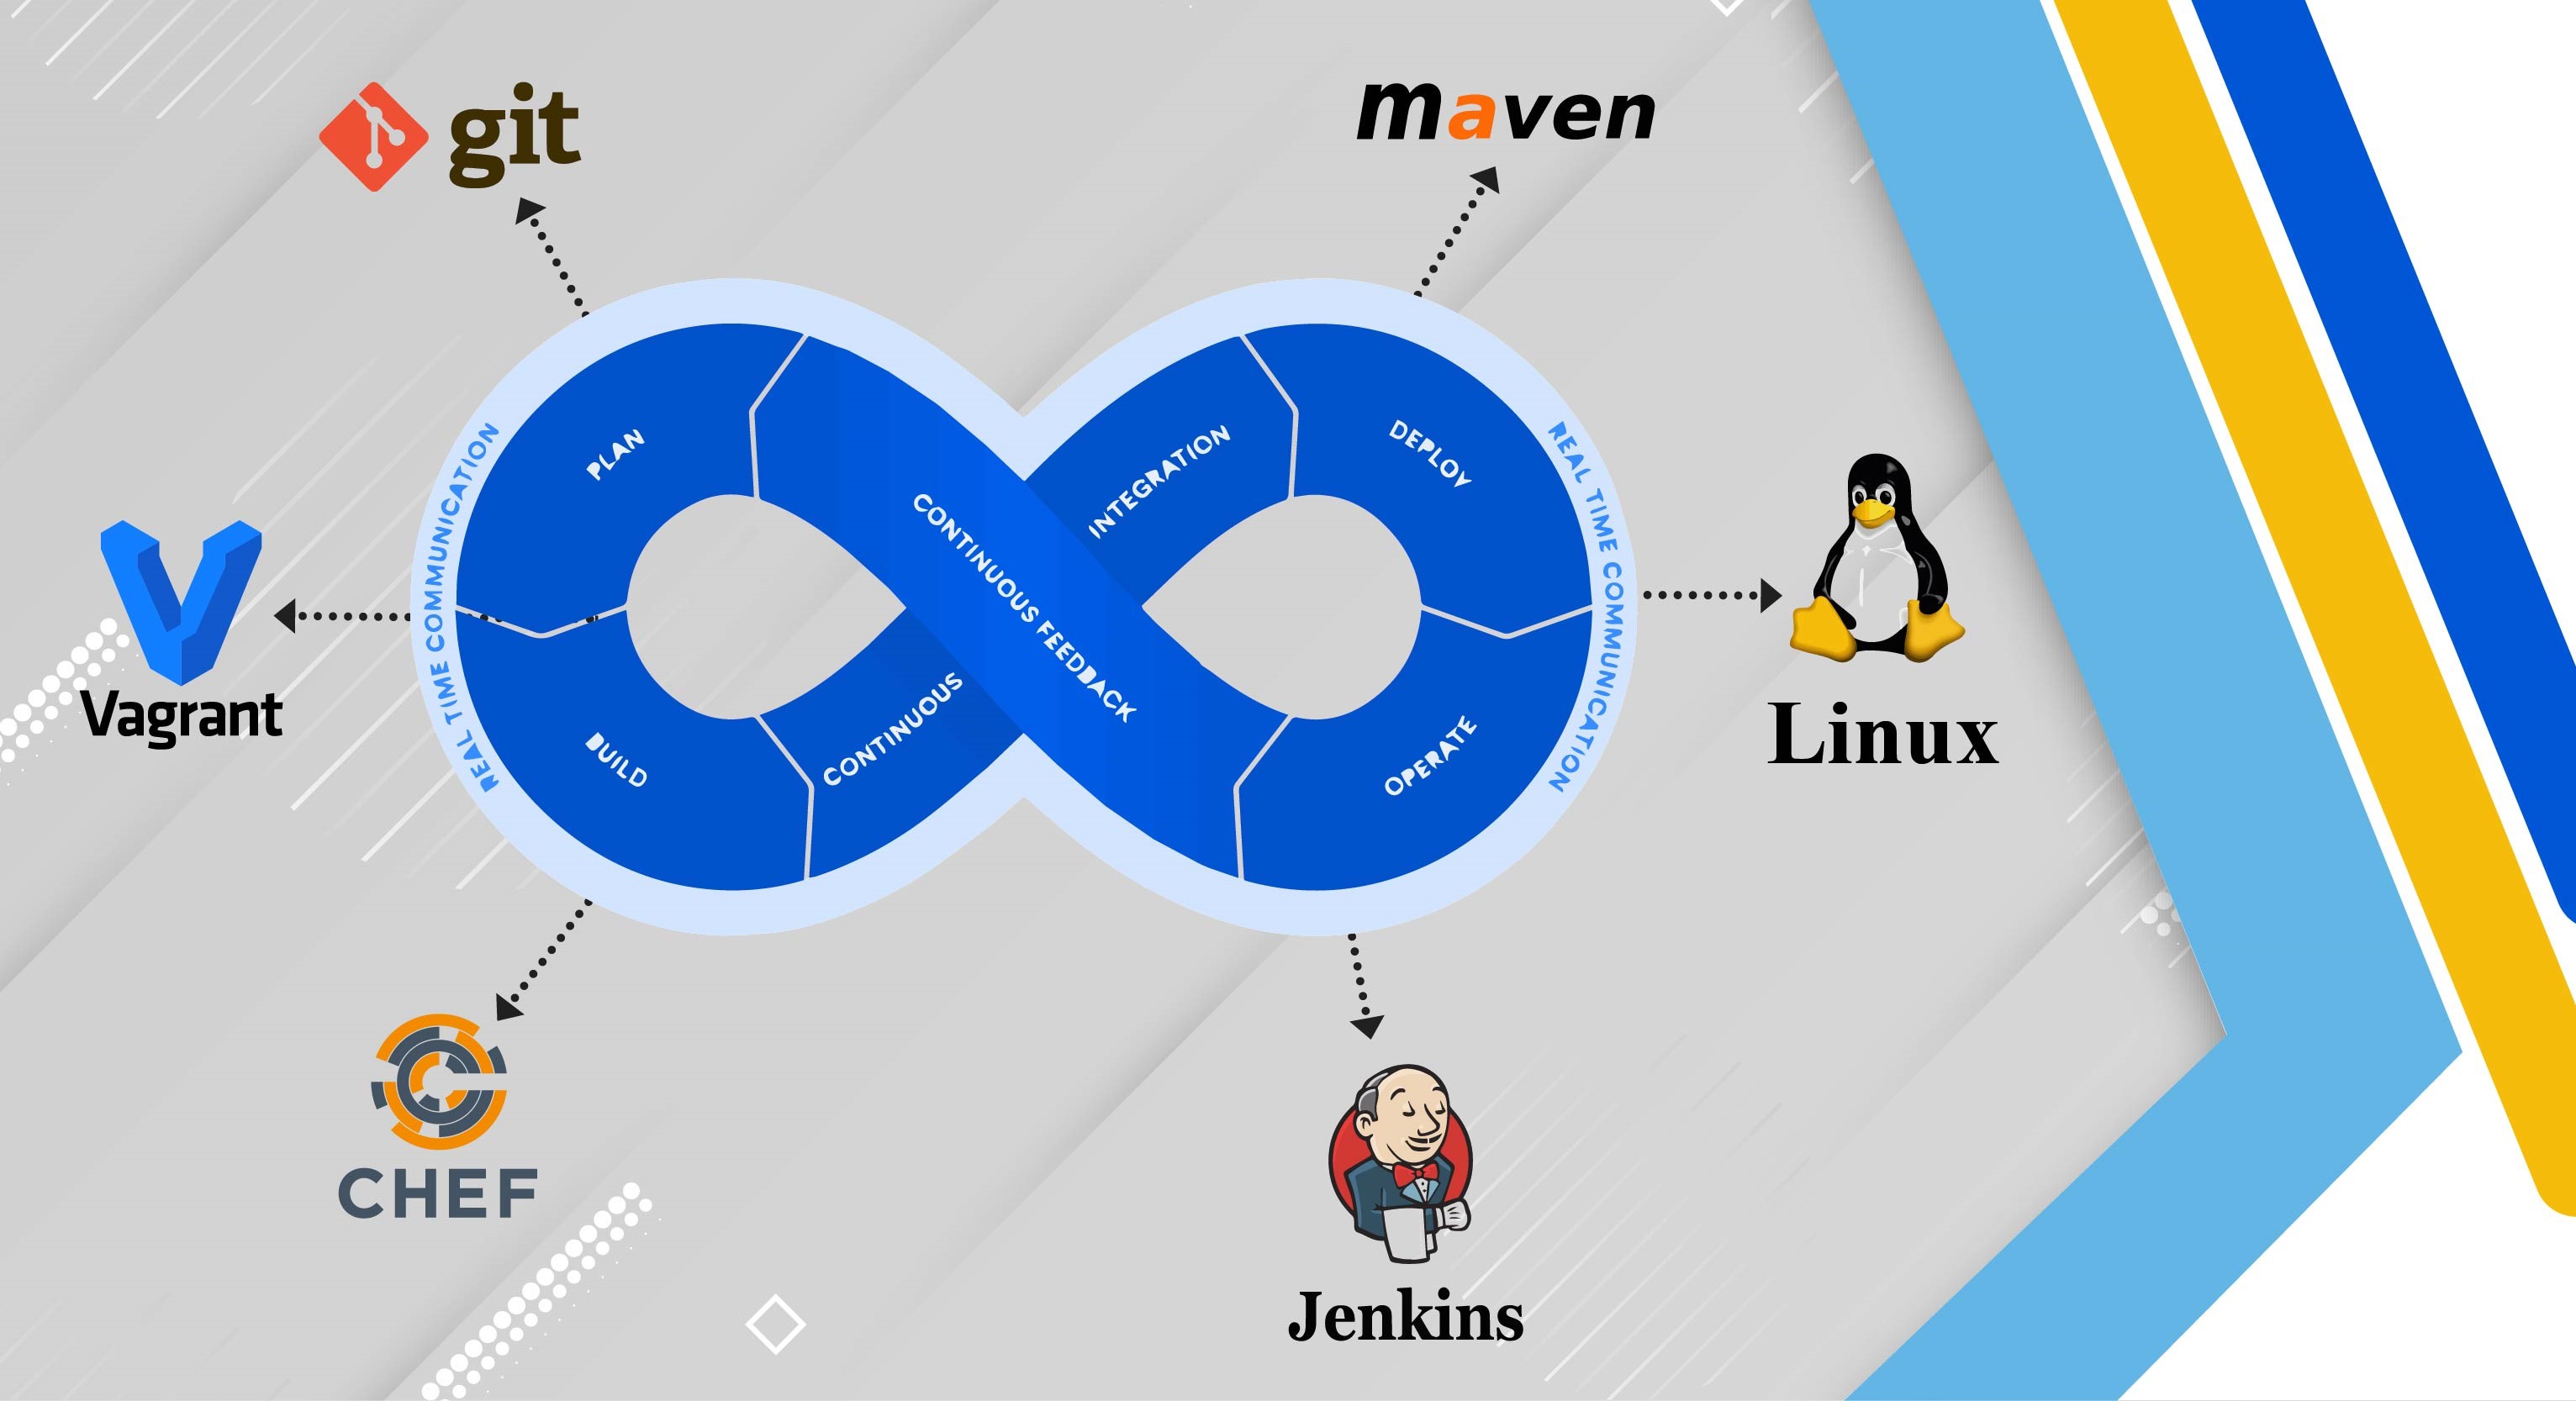 git
maven
PLAN
INTEGRATION
DEPLOY
REAL TIME COMMUNICATION
REAL TIME COMMUNICATION
CONTINUOUS FEEDBACK
Vagrant
Linux
BUILD
CONTINUOUS
OPERATE
CHEF
Jenkins